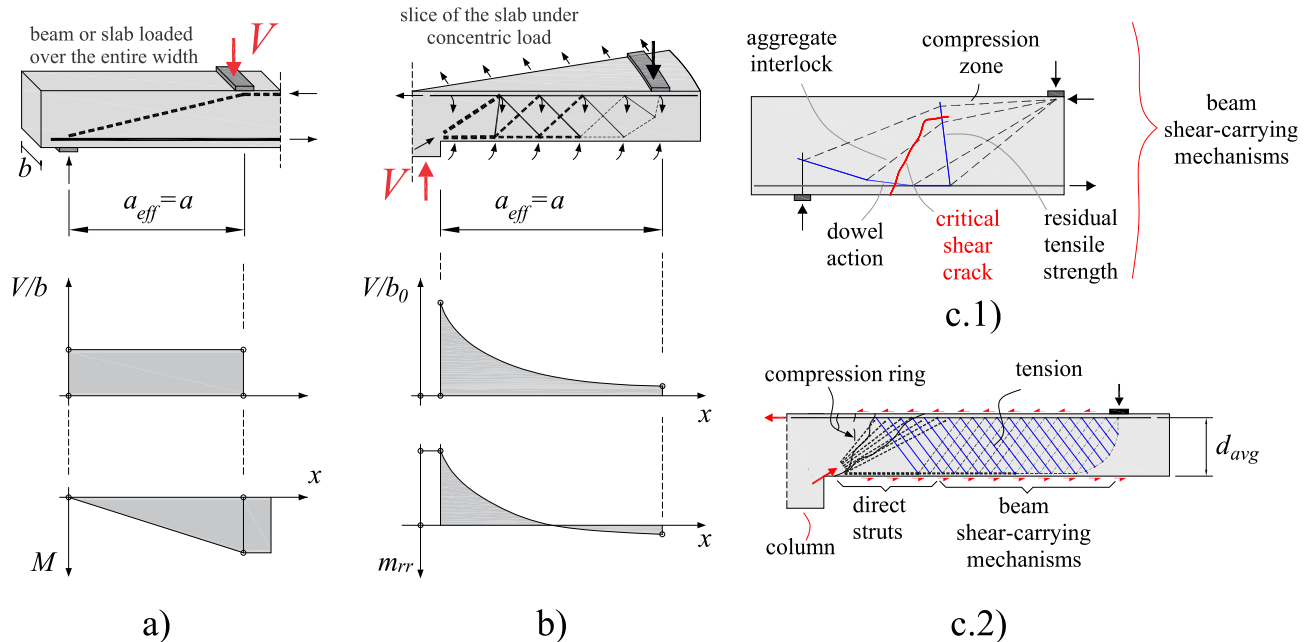 beam or slab loaded
over the entire width
V
b
a_eff=a
V/b
x
x
M
a)
slice of the slab under
concentric load
V
a_eff=a
V/b_0
x
x
m_rr
b)
aggregate
interlock
compression
zone
dowel
action
critical
shear
crack
residual
tensile
strength
beam
shear-carrying
mechanisms
c.1)
compression ring
tension
d_avg
direct
struts
beam
shear-carrying
mechanisms
column
c.2)